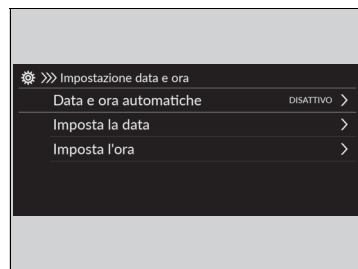 Impostazione data e ora
Data e ora automatiche DISATTIVO
Imposta la data
Imposta l'ora